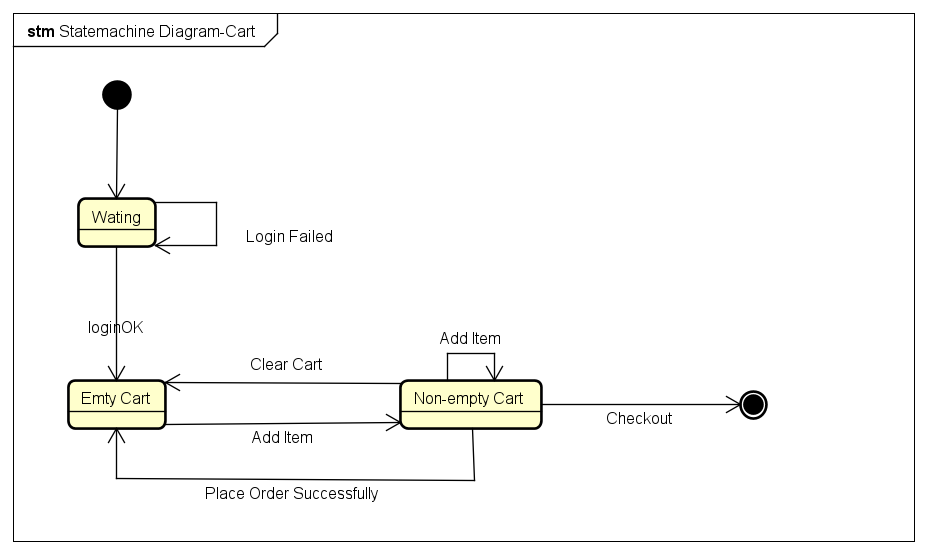 stm Statemachine Diagram-Cart
Wating
Login Failed
loginOK
Add Item
Clear Cart
Emty Cart
Non-empty Cart
Checkout
Add Item
Place Order Successfully